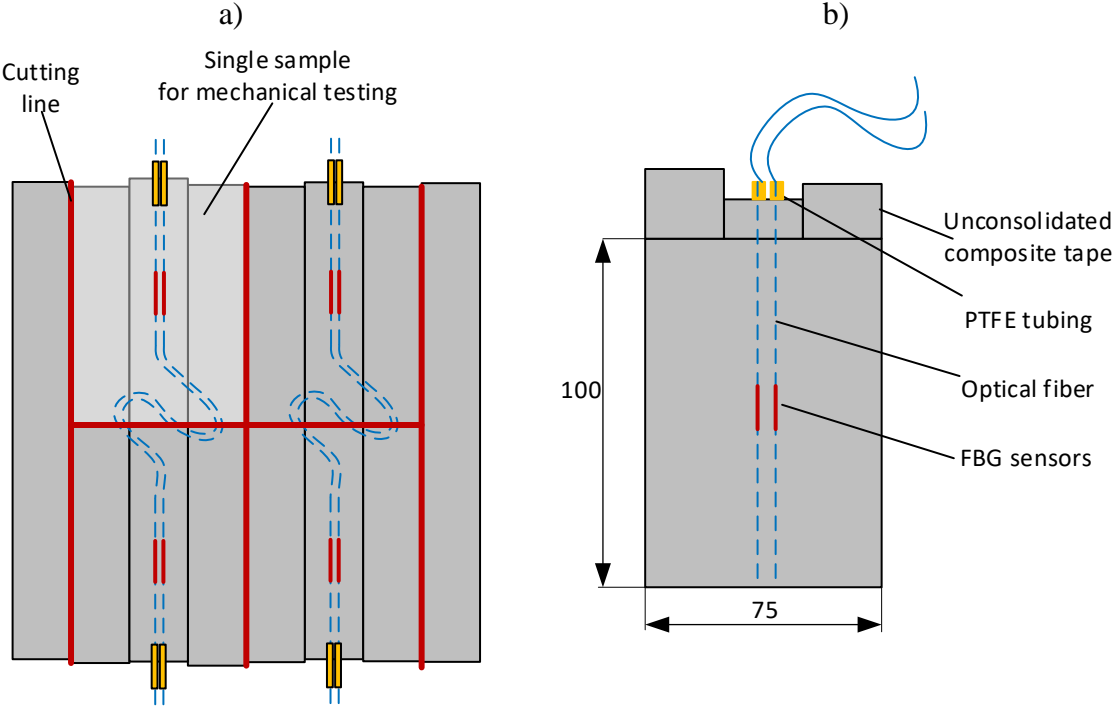 a)
b)
Cutting
line
Single sample
for mechanical testing
Unconsolidated
composite tape
PTFE tubing
Optical fiber
FBG sensors
100
75